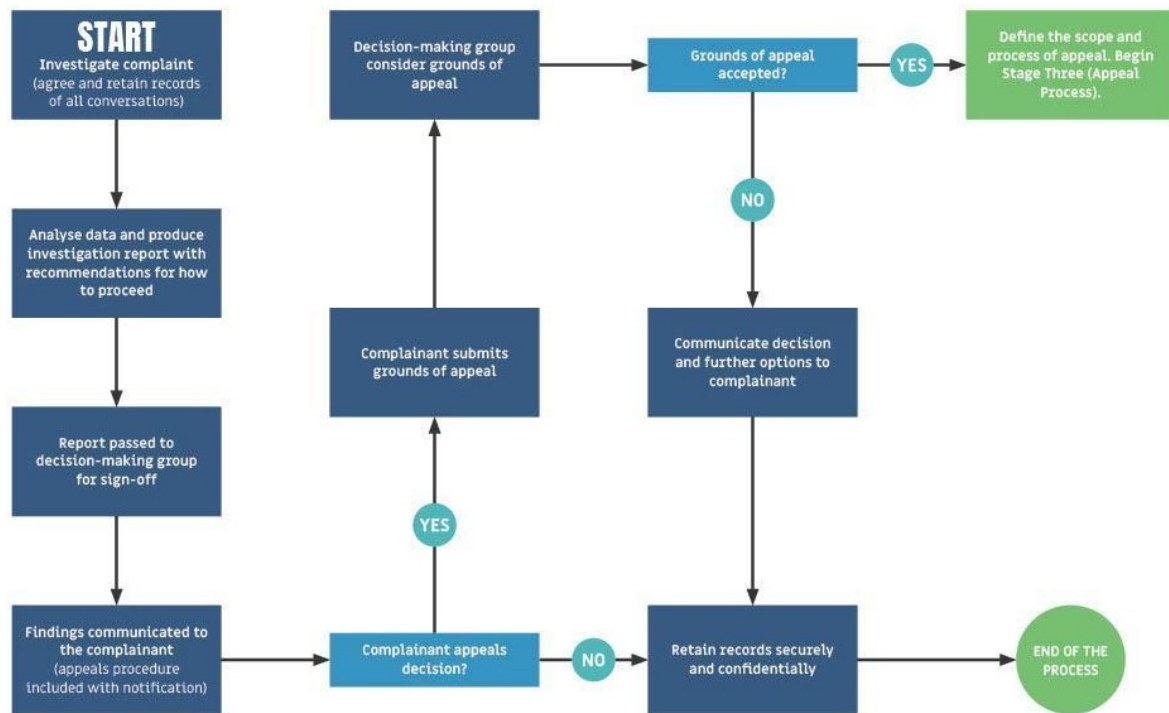 START
Investigate complaint
(agree and retain records
of all conversations)
Analyse data and produce
investigation report with
recommendations for how
to proceed
Report passed to
decision-making group
for sign-off
Findings communicated to
the complainant
(appeals procedure
included with notification)
Complainant appeals
decision?
YES
Complainant submits
grounds of appeal
Decision-making group
consider grounds of
appeal
Grounds of appeal
accepted?
YES
Define the scope and
process of appeal. Begin
Stage Three (Appeal
Process).
NO
Communicate decision
and further options to
complainant
NO
Retain records securely
and confidentially
END OF THE
PROCESS